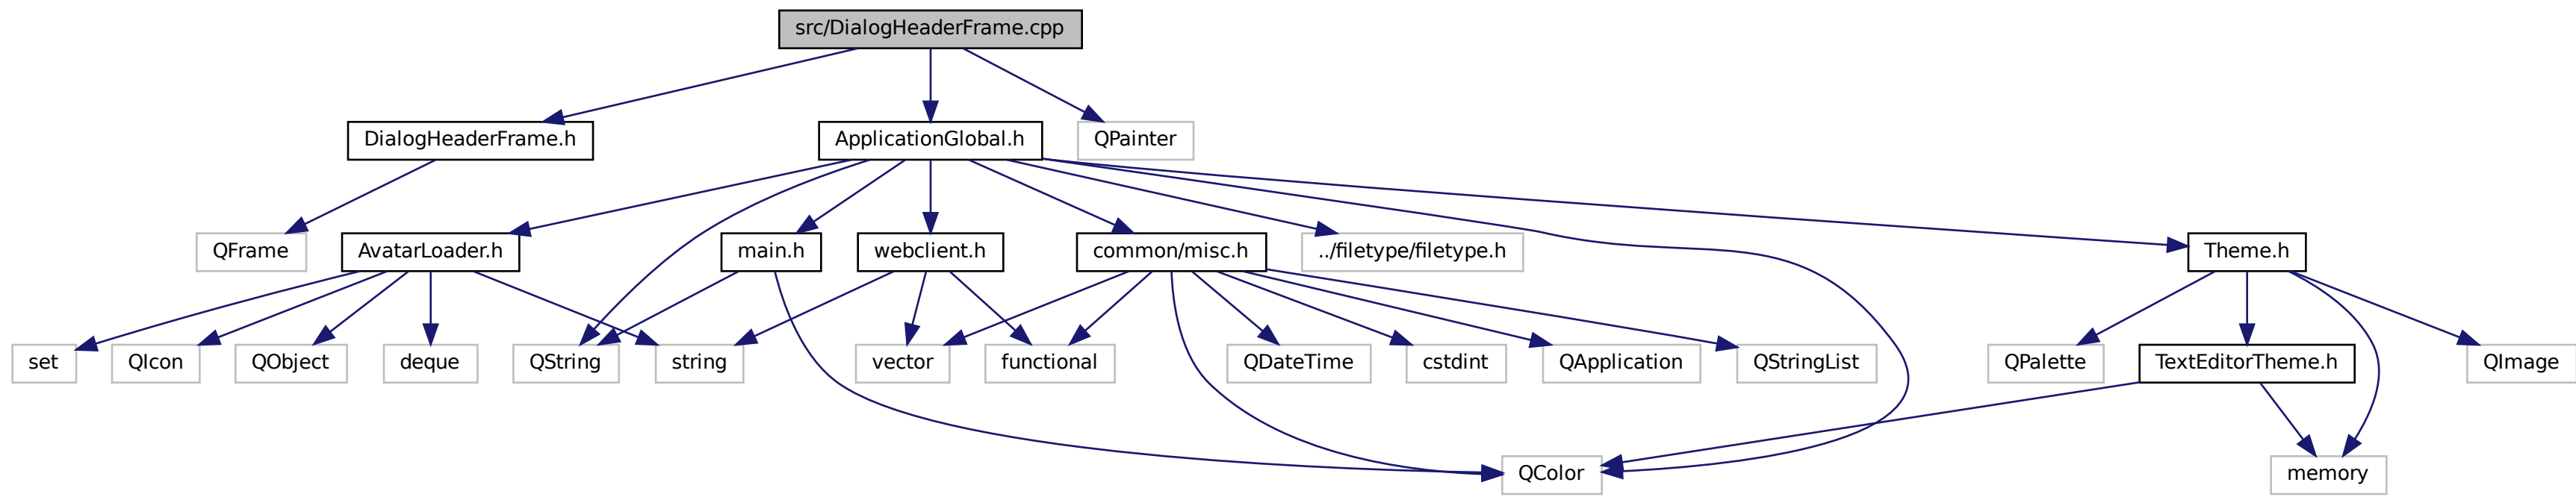 src/DialogHeaderFrame.cpp
DialogHeaderFrame.h
ApplicationGlobal.h
QPainter
QFrame
AvatarLoader.h
main.h
webclient.h
common/misc.h
../filetype/filetype.h
Theme.h
set
QIcon
QObject
deque
QString
string
vector
functional
QDateTime
cstdint
QApplication
QStringList
QPalette
TextEditorTheme.h
QImage
QColor
memory